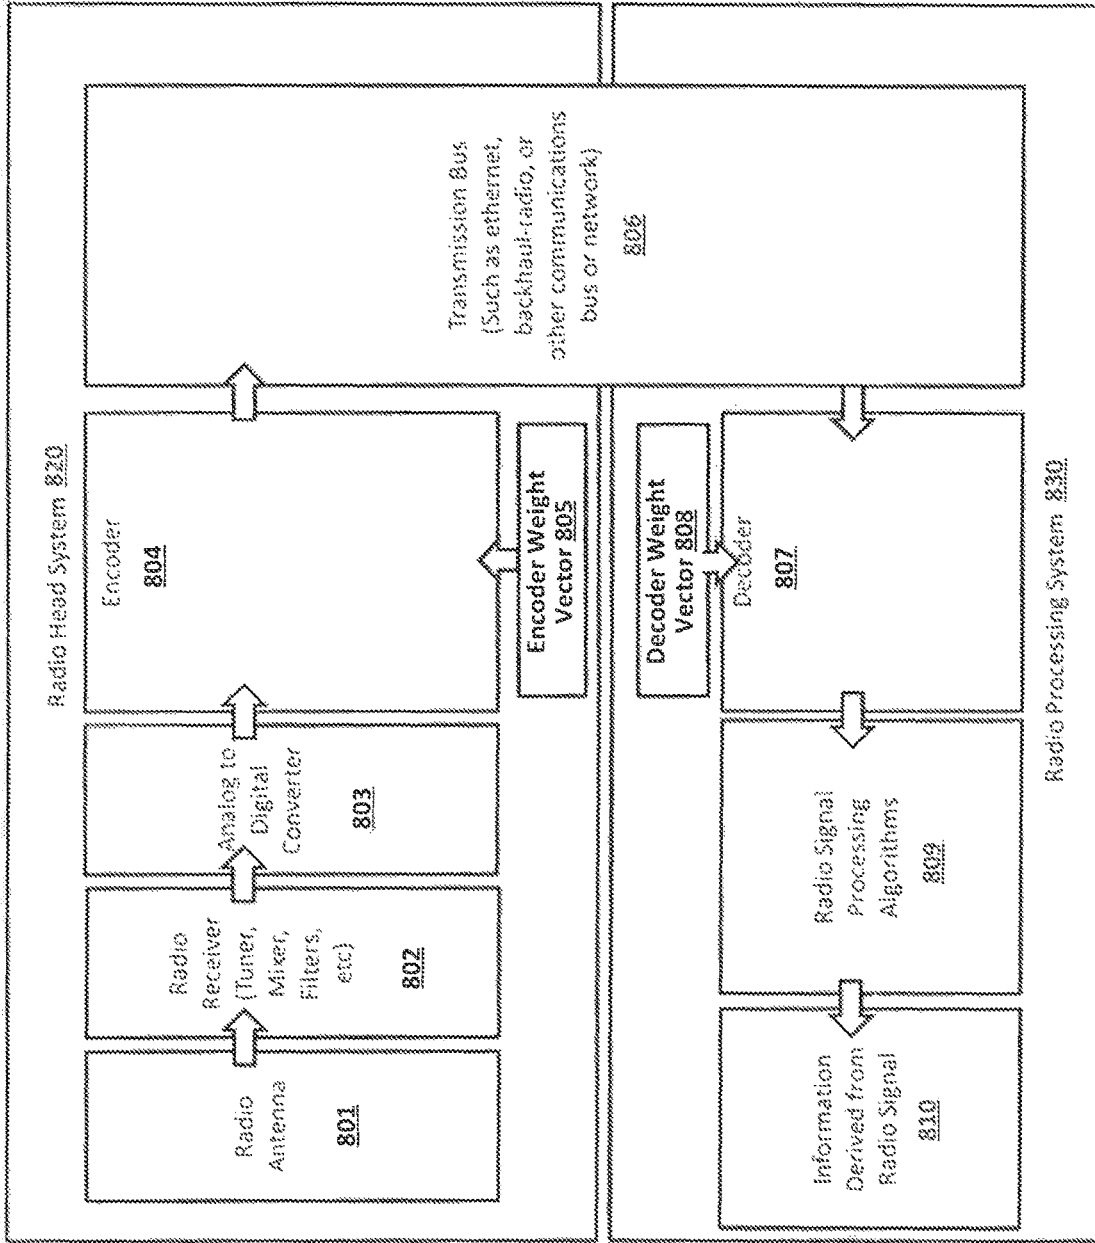 Radio Head System 820
Radio
Antenna
801
Radio
Receiver
(Tuner,
Mixer,
Filters,
etc)
802
Analog to
Digital
Converter
803
Encoder
804
Encoder Weight
Vector 805
Transmission Bus
(Such as ethernet,
backhaul-radio, or
other communications
bus or network)
806
Decoder Weight
Vector 808
Decoder
807
Radio Signal
Processing
Algorithms
809
Information
Derived from
Radio Signal
810
Radio Processing System 830